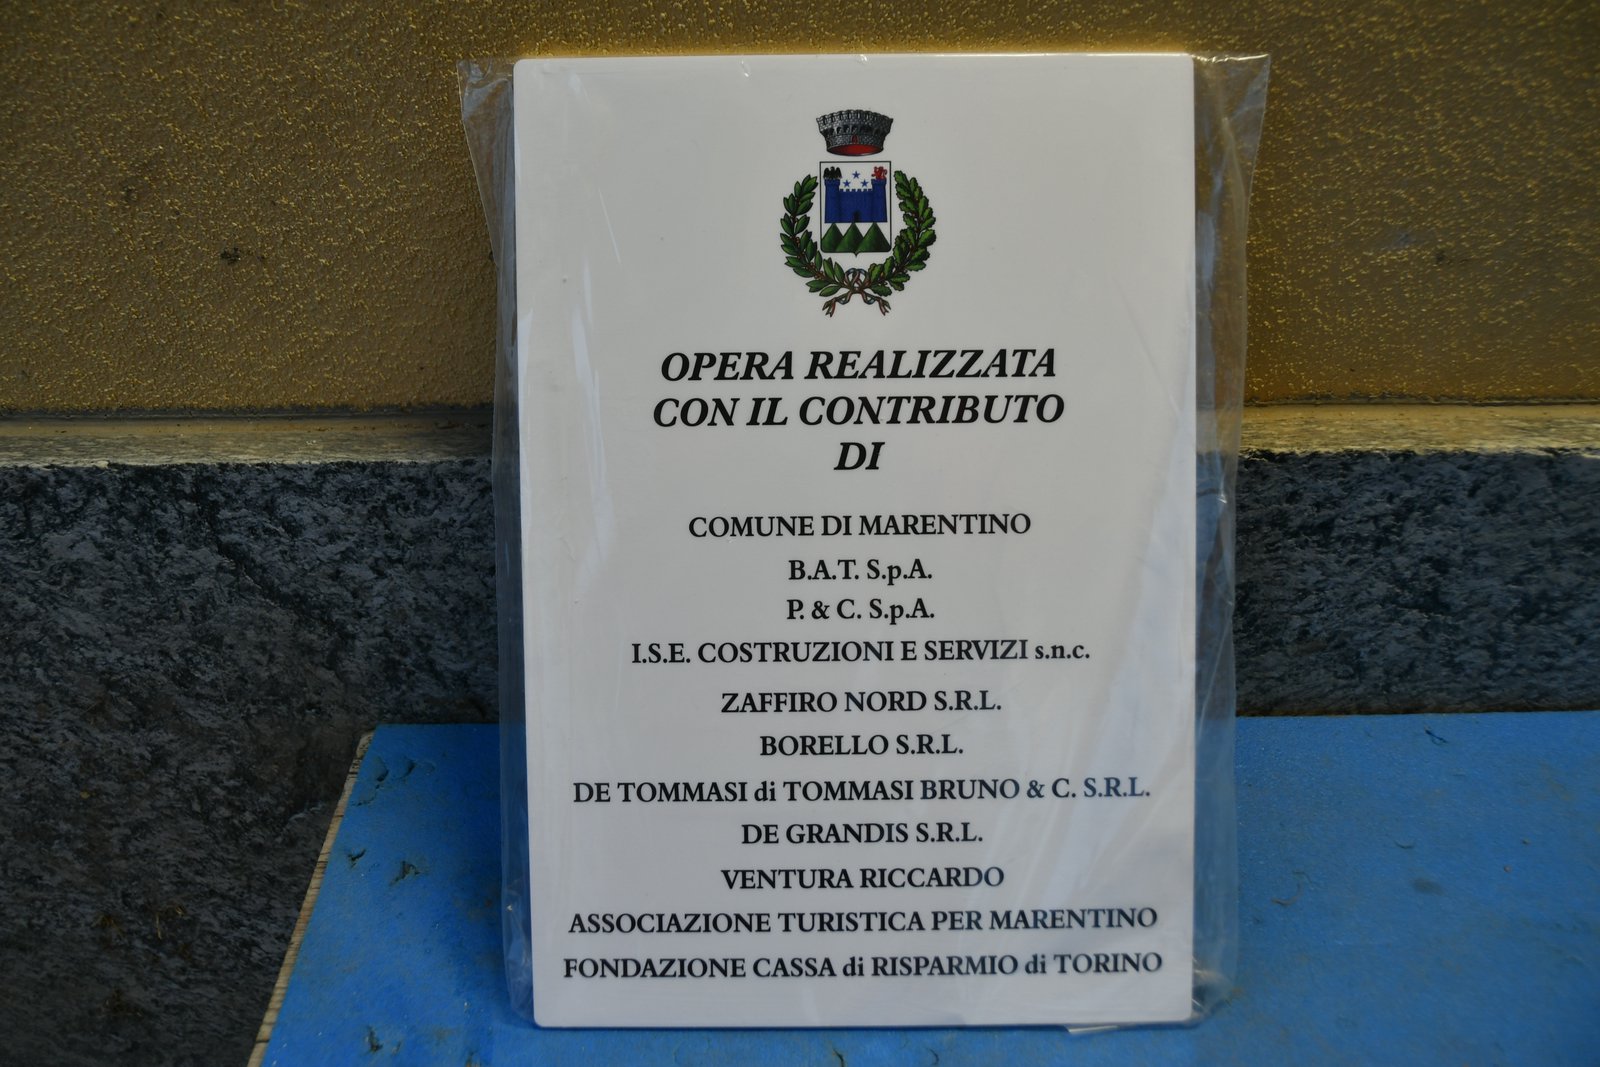 OPERA REALIZZATA
CON IL CONTRIBUTO
DI
COMUNE DI MARENTINO
B.A.T. S.p.A.
P. & C. S.p.A.
I.S.E. COSTRUZIONI E SERVIZI s.n.c.
ZAFFIRO NORD S.R.L.
BORELLO S.R.L.
DE TOMMASI di TOMMASI BRUNO & C. S.R.L.
DE GRANDIS S.R.L.
VENTURA RICCARDO
ASSOCIAZIONE TURISTICA PER MARENTINO
FONDAZIONE CASSA di RISPARMIO di TORINO